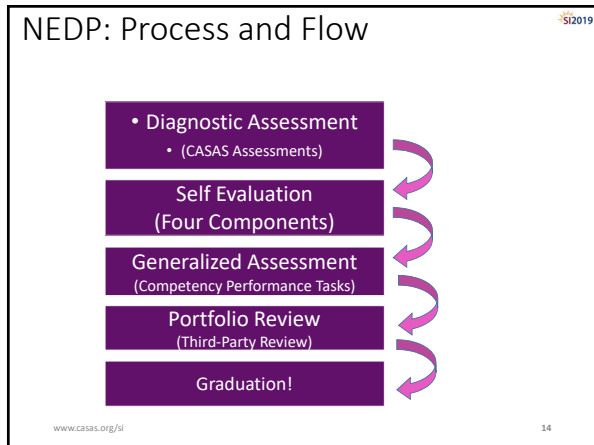 NEDP: Process and Flow
SI2019
• Diagnostic Assessment
• (CASAS Assessments)
Self Evaluation
(Four Components)
Generalized Assessment
(Competency Performance Tasks)
Portfolio Review
(Third-Party Review)
Graduation!
www.casas.org/si
14